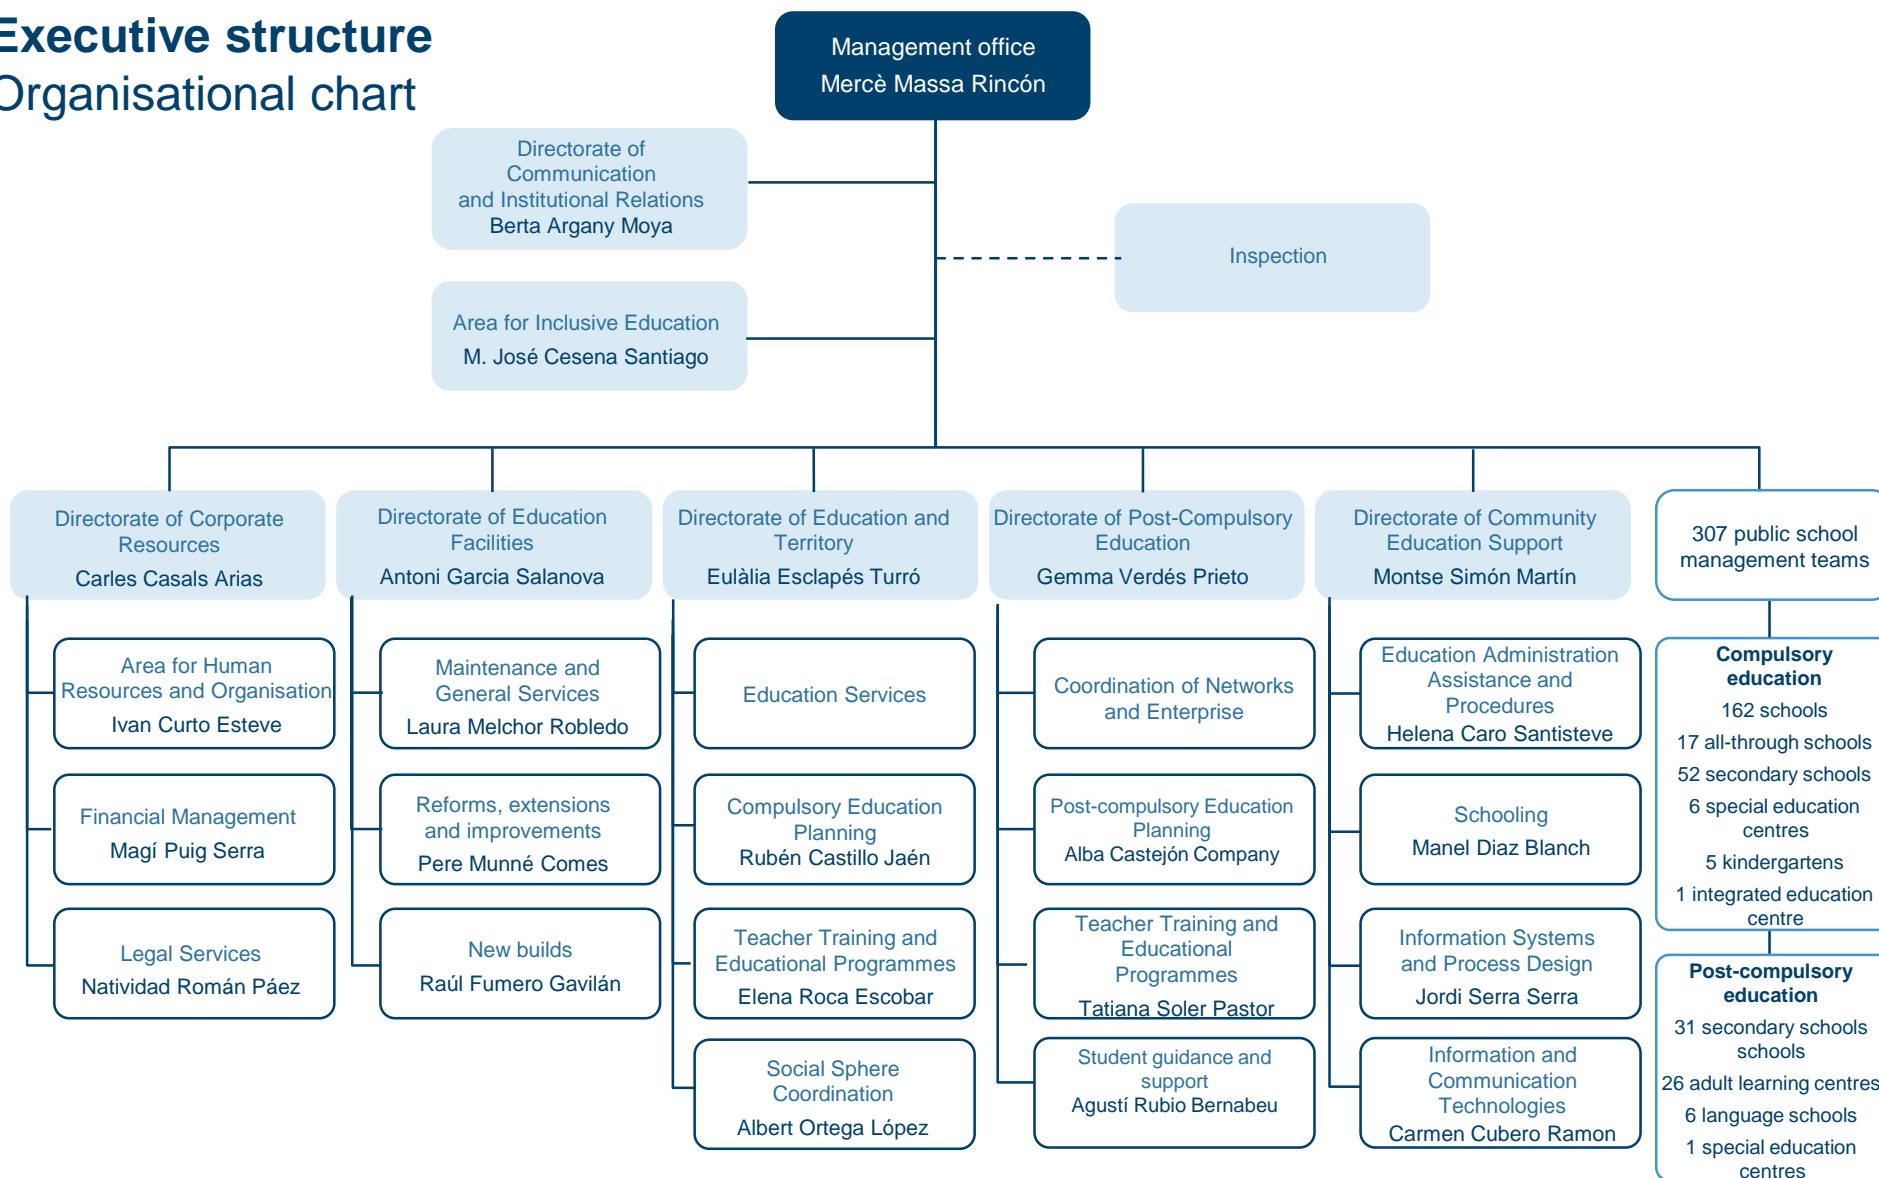 Executive structure
Organisational chart
Management office
Mercè Massa Rincón
Directorate of
Communication
and Institutional Relations
Berta Argany Moya
Inspection
Area for Inclusive Education
M. José Cesena Santiago
Directorate of Corporate
Resources
Carles Casals Arias
Directorate of Education
Facilities
Antoni Garcia Salanova
Directorate of Education and
Territory
Eulàlia Esclapés Turró
Directorate of Post-Compulsory
Education
Gemma Verdés Prieto
Directorate of Community
Education Support
Montse Simón Martín
307 public school
management teams
Area for Human
Resources and Organisation
Ivan Curto Esteve
Financial Management
Magí Puig Serra
Legal Services
Natividad Román Páez
Maintenance and
General Services
Laura Melchor Robledo
Reforms, extensions
and improvements
Pere Munné Comes
New builds
Raúl Fumero Gavilán
Education Services
Compulsory Education
Planning
Rubén Castillo Jaén
Teacher Training and
Educational Programmes
Elena Roca Escobar
Social Sphere
Coordination
Albert Ortega López
Coordination of Networks
and Enterprise
Post-compulsory Education
Planning
Alba Castejón Company
Teacher Training and
Educational
Programmes
Tatiana Soler Pastor
Student guidance and
support
Agustí Rubio Bernabeu
Education Administration
Assistance and
Procedures
Helena Caro Santisteve
Schooling
Manel Diaz Blanch
Information Systems
and Process Design
Jordi Serra Serra
Information and
Communication
Technologies
Carmen Cubero Ramon
Compulsory
education
162 schools
17 all-through schools
52 secondary schools
6 special education
centres
5 kindergartens
1 integrated education
centre
Post-compulsory
education
31 secondary schools
schools
26 adult learning centres
6 language schools
1 special education
centres